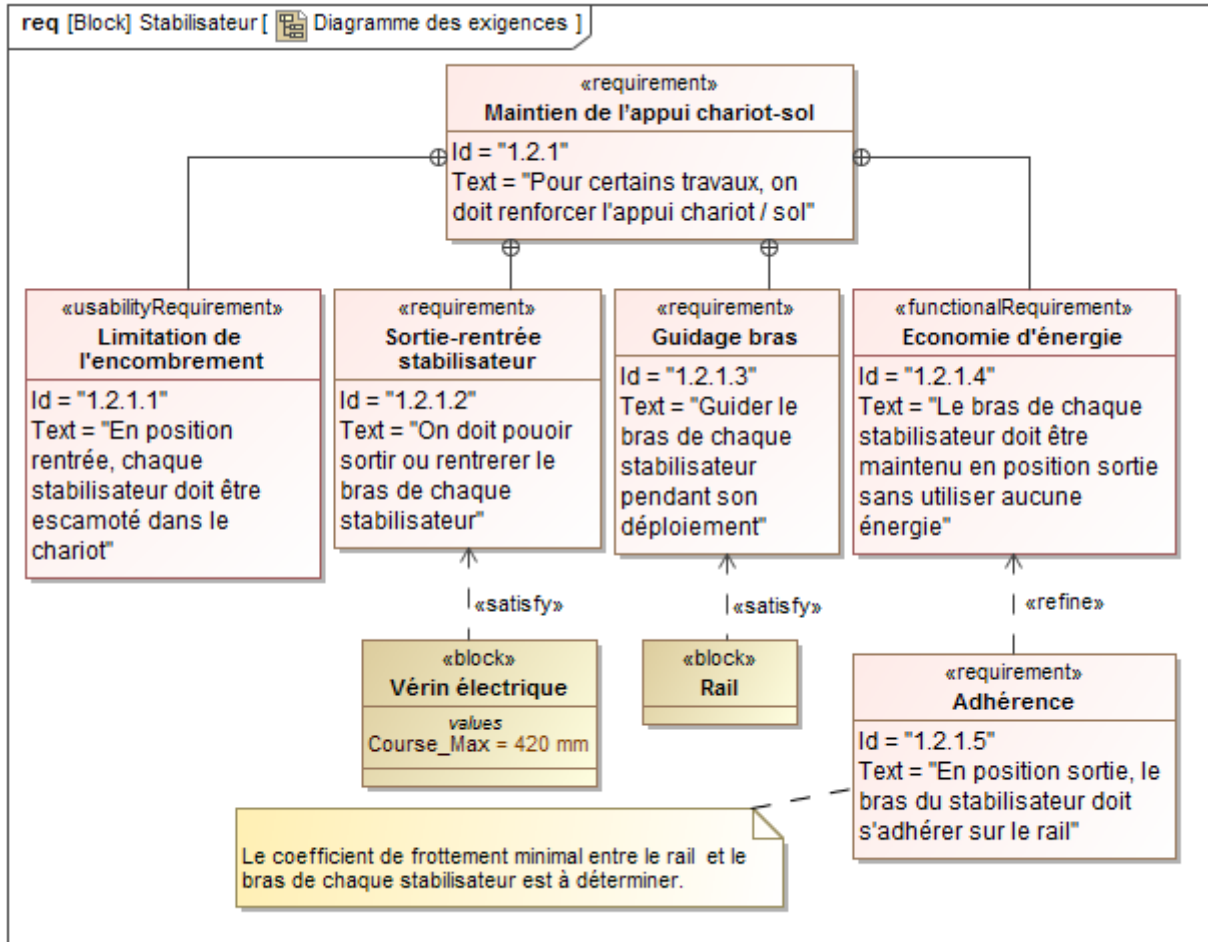 req [Block] Stabilisateur [ Diagramme des exigences ]
«requirement»
Maintien de l'appui chariot-sol
Id = "1.2.1"
Text = "Pour certains travaux, on
doit renforcer l'appui chariot / sol"
«usabilityRequirement»
Limitation de
l'encombrement
Id = "1.2.1.1"
Text = "En position
rentrée, chaque
stabilisateur doit être
escamoté dans le
chariot"
«requirement»
Sortie-rentrée
stabilisateur
Id = "1.2.1.2"
Text = "On doit pouoir
sortir ou rentrerer le
bras de chaque
stabilisateur"
«requirement»
Guidage bras
Id = "1.2.1.3"
Text = "Guider le
bras de chaque
stabilisateur
pendant son
déploiement"
«functionalRequirement»
Economie d'énergie
Id = "1.2.1.4"
Text = "Le bras de chaque
stabilisateur doit être
maintenu en position sortie
sans utiliser aucune
énergie"
«satisfy»
«satisfy»
«refine»
«block»
Vérin électrique
values
Course_Max = 420 mm
«block»
Rail
«requirement»
Adhérence
Id = "1.2.1.5"
Text = "En position sortie, le
bras du stabilisateur doit
s'adhérer sur le rail"
Le coefficient de frottement minimal entre le rail et le
bras de chaque stabilisateur est à déterminer.